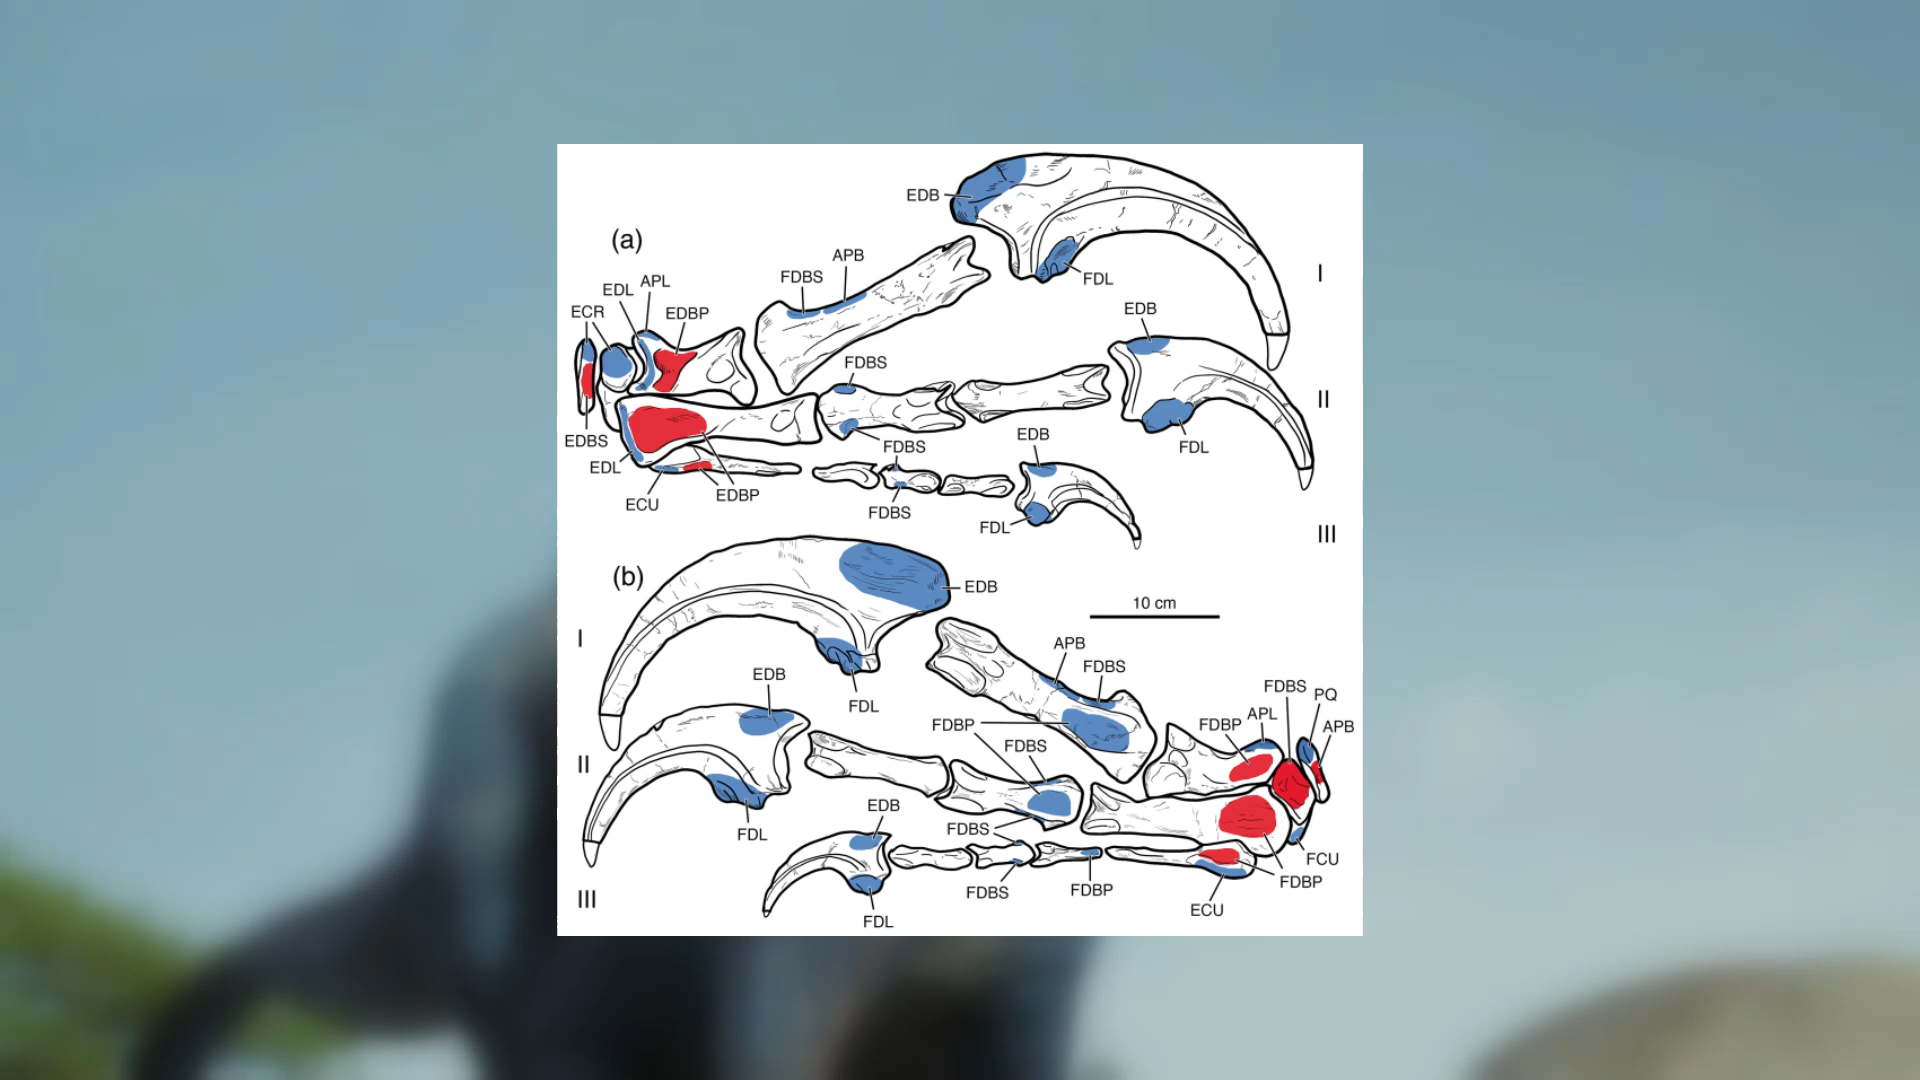 EDB
(a)
APB
I
FDBS
FDL
APL
EDL
EDB
ECR
EDBP
FDBS
II
EDB
EDBS
FDBS
FDL
EDL
EDBP
ECU
FDBS
FDL
III
(b)
EDB
10 cm
I
APB
FDBS
EDB
FDBS
PQ
FDL
APL
FDBP
FDBP
APB
FDBS
II
EDB
FDBS
FDL
FCU
FDBP
FDBS
FDBP
III
ECU
FDL